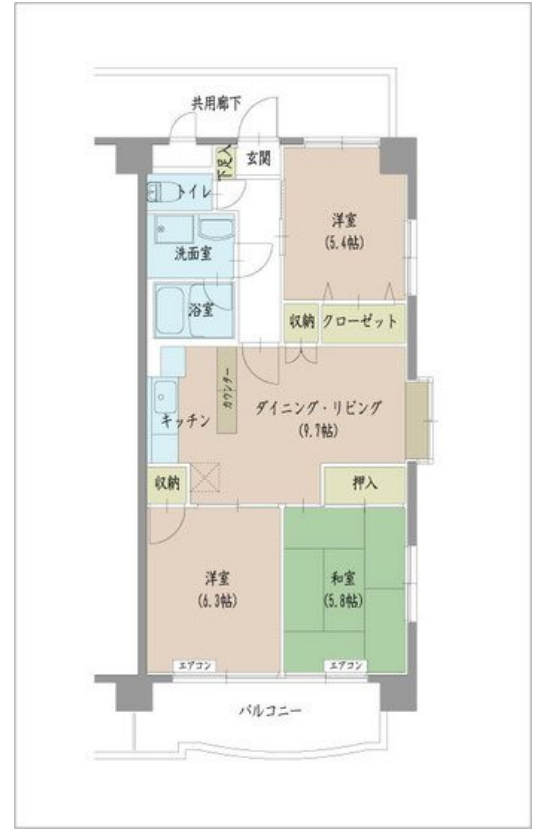 共用廊下
下足入
玄関
トイレ
洋室
(5.4帖)
洗面室
浴室
収納
クローゼット
カウンター
ダイニング・リビング
(9.7帖)
キッチン
収納
押入
洋室
(6.3帖)
和室
(5.8帖)
エアコン
エアコン
バルコニー